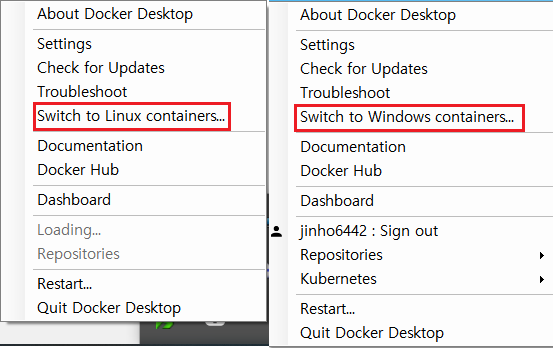 About Docker Desktop
Settings
Check for Updates
Troubleshoot
Switch to Linux containers...
Documentation
Docker Hub
Dashboard
Loading...
Repositories
Restart...
Quit Docker Desktop
About Docker Desktop
Settings
Check for Updates
Troubleshoot
Switch to Windows containers...
Documentation
Docker Hub
Dashboard
jinho6442 : Sign out
Repositories
Kubernetes
Restart...
Quit Docker Desktop